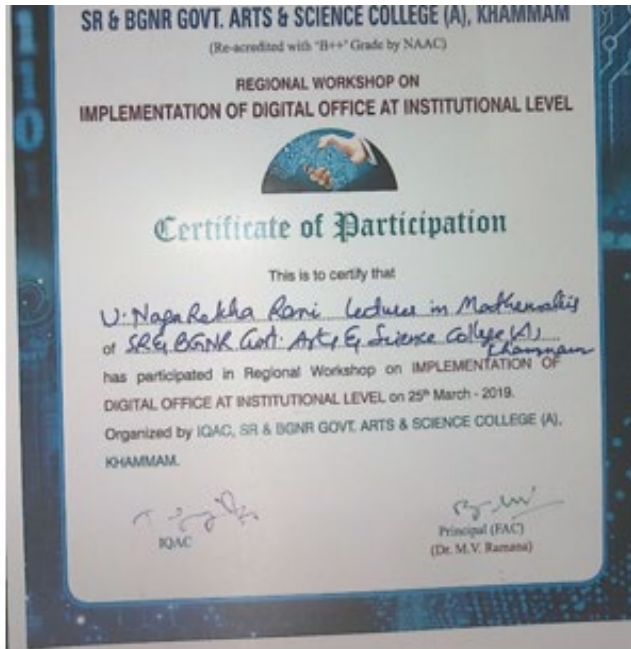 SR & BGNR GOVT. ARTS & SCIENCE COLLEGE (A), KHAMMAM
(Re-acredited with "B++" Grade by NAAC)
REGIONAL WORKSHOP ON
IMPLEMENTATION OF DIGITAL OFFICE AT INSTITUTIONAL LEVEL
Certificate of Participation
This is to certify that
U. Naga Rekha Rani Lecturer in Mathematics
of SR & BGNR Govt. Arts & Science College (A), Khammam
has participated in Regional Workshop on IMPLEMENTATION OF
DIGITAL OFFICE AT INSTITUTIONAL LEVEL on 25th March - 2019.
Organized by IQAC, SR & BGNR GOVT. ARTS & SCIENCE COLLEGE (A),
KHAMMAM.
IQAC
Principal (FAC)
(Dr. M.V. Ramana)